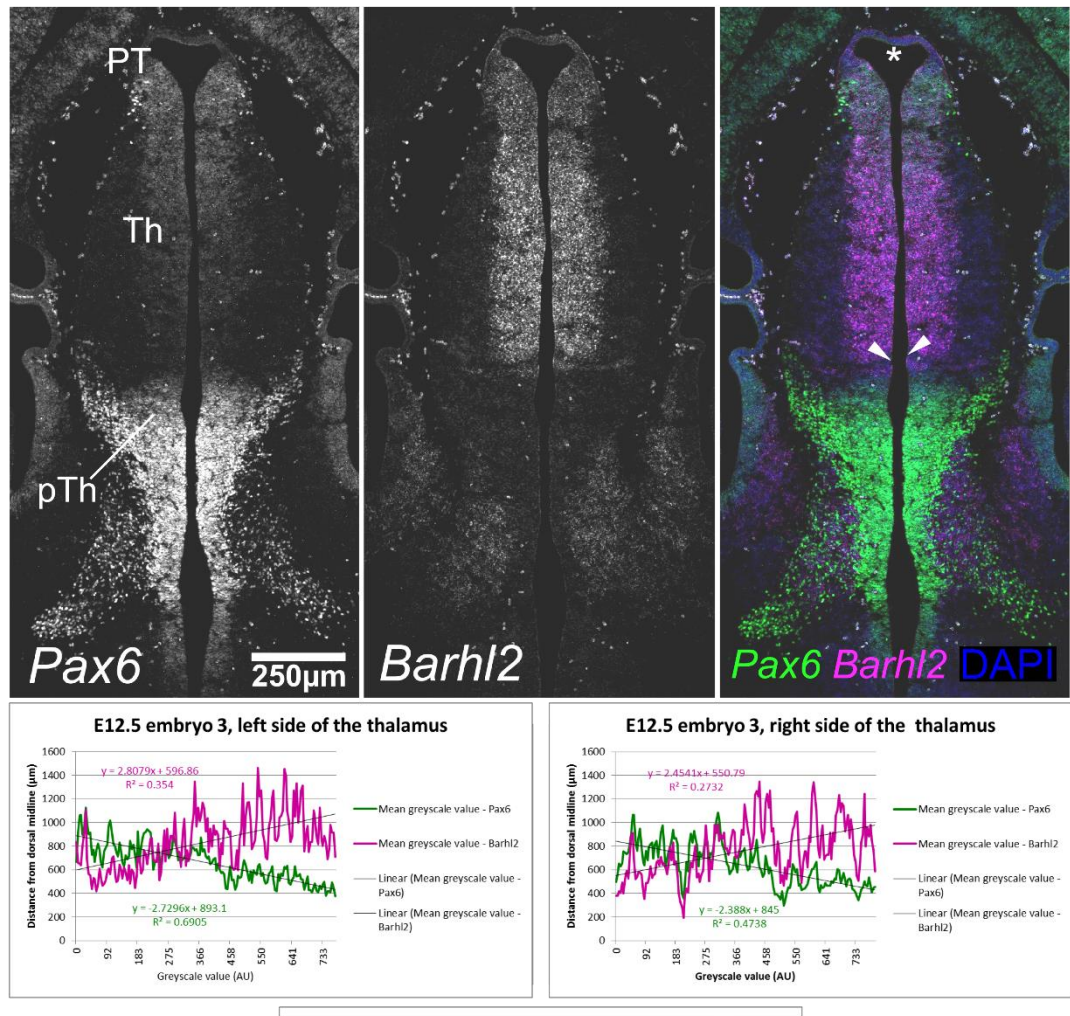 PT
Th
pTh
*
Pax6
250µm
Barhl2
Pax6 Barhl2 DAPI
E12.5 embryo 3, left side of the thalamus
Distance from dorsal midline (µm)
1600
1400
1200
1000
800
600
400
200
0
y = 2.8079x + 596.86
R² = 0.354
y = -2.7296x + 893.1
R² = 0.6905
0 92 183 275 366 458 550 641 733
Greyscale value (AU)
Mean greyscale value - Pax6
Mean greyscale value - Barhl2
Linear (Mean greyscale value -
Pax6)
Linear (Mean greyscale value -
Barhl2)
E12.5 embryo 3, right side of the thalamus
Distance from dorsal midline (µm)
1600
1400
1200
1000
800
600
400
200
0
y = 2.4541x + 550.79
R² = 0.2732
y = -2.388x + 845
R² = 0.4738
0 92 183 275 366 458 550 641 733
Greyscale value (AU)
Mean greyscale value - Pax6
Mean greyscale value - Barhl2
Linear (Mean greyscale value -
Pax6)
Linear (Mean greyscale value -
Barhl2)